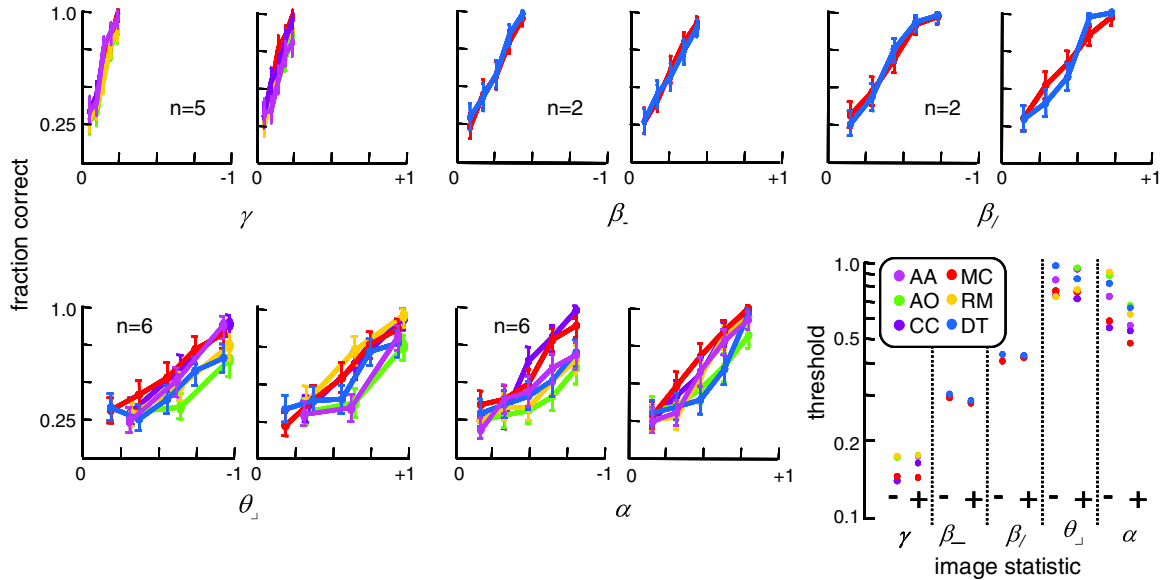 fraction correct
1.0
0.25
n=5
0 -1
0 +1
γ
n=2
0 -1
0 +1
β-
n=2
0 -1
0 +1
β/
1.0
0.25
n=6
0 -1
0 +1
θ⌟
n=6
0 -1
0 +1
α
threshold
1.0
0.5
0.2
0.1
AA MC
AO RM
CC DT
- + - + - + - + - +
γ β_ β/ θ⌟ α
image statistic